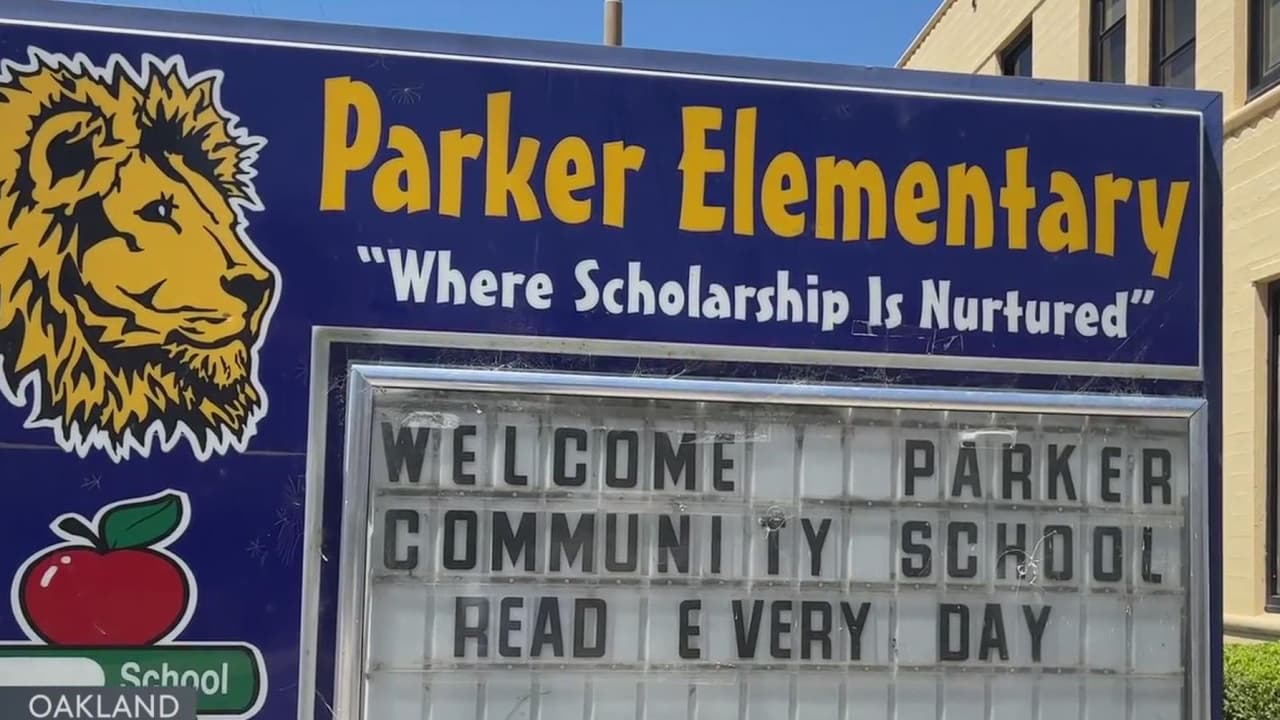 Parker Elementary
“Where Scholarship Is Nurtured”
WELCOME PARKER
COMMUNITY SCHOOL
READ EVERY DAY
School
OAKLAND